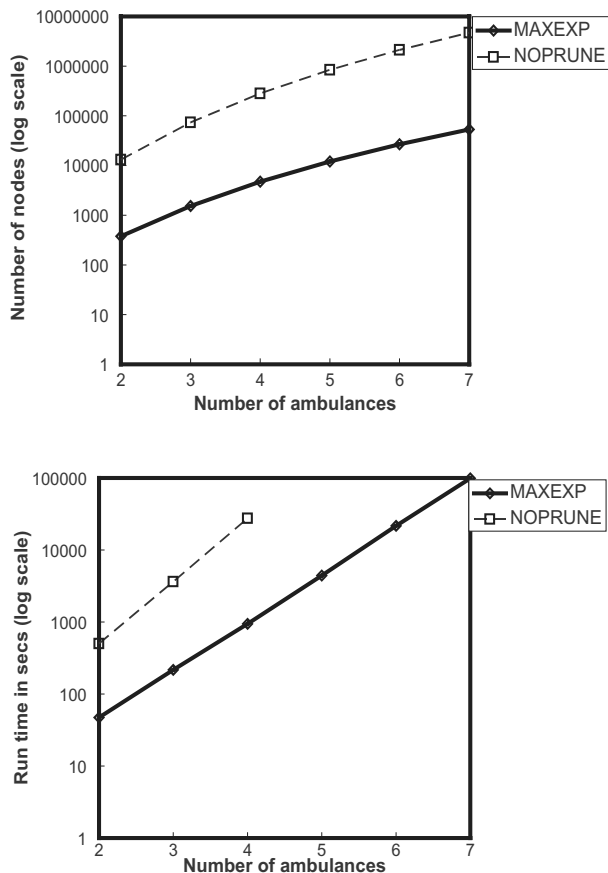 10000000
1000000
100000
10000
1000
100
10
1
Number of nodes (log scale)
2 3 4 5 6 7
Number of ambulances
MAXEXP
NOPRUNE
100000
10000
1000
100
10
1
Run time in secs (log scale)
2 3 4 5 6 7
Number of ambulances
MAXEXP
NOPRUNE